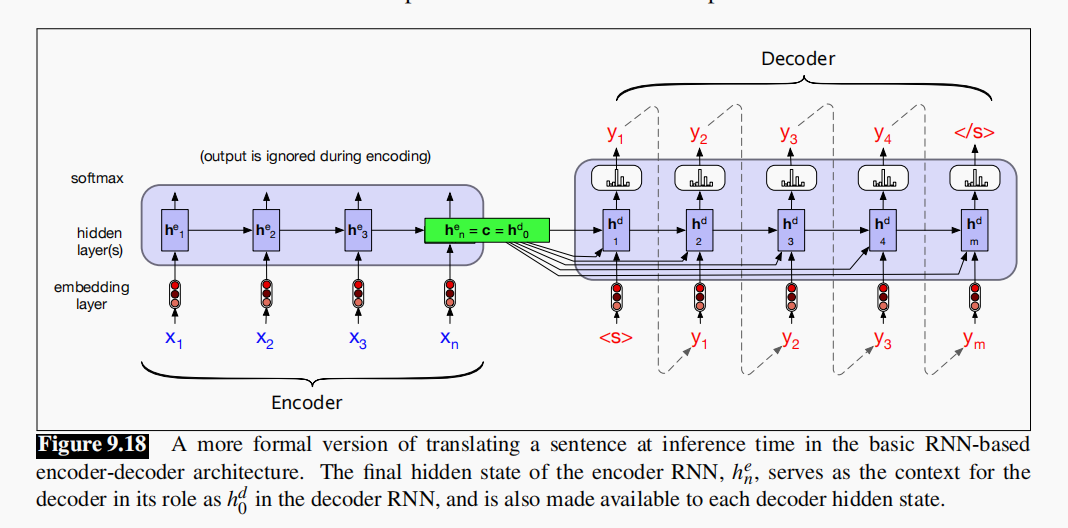 Decoder
y1 y2 y3 y4 </s>
(output is ignored during encoding)
softmax
hidden
layer(s)
he1 he2 he3 hen = c = hd0 hd1 hd2 hd3 hd4 hdm
embedding
layer
x1 x2 x3 xn <s> y1 y2 y3 ym
Encoder
Figure 9.18 A more formal version of translating a sentence at inference time in the basic RNN-based
encoder-decoder architecture. The final hidden state of the encoder RNN, hen, serves as the context for the
decoder in its role as hd0 in the decoder RNN, and is also made available to each decoder hidden state.